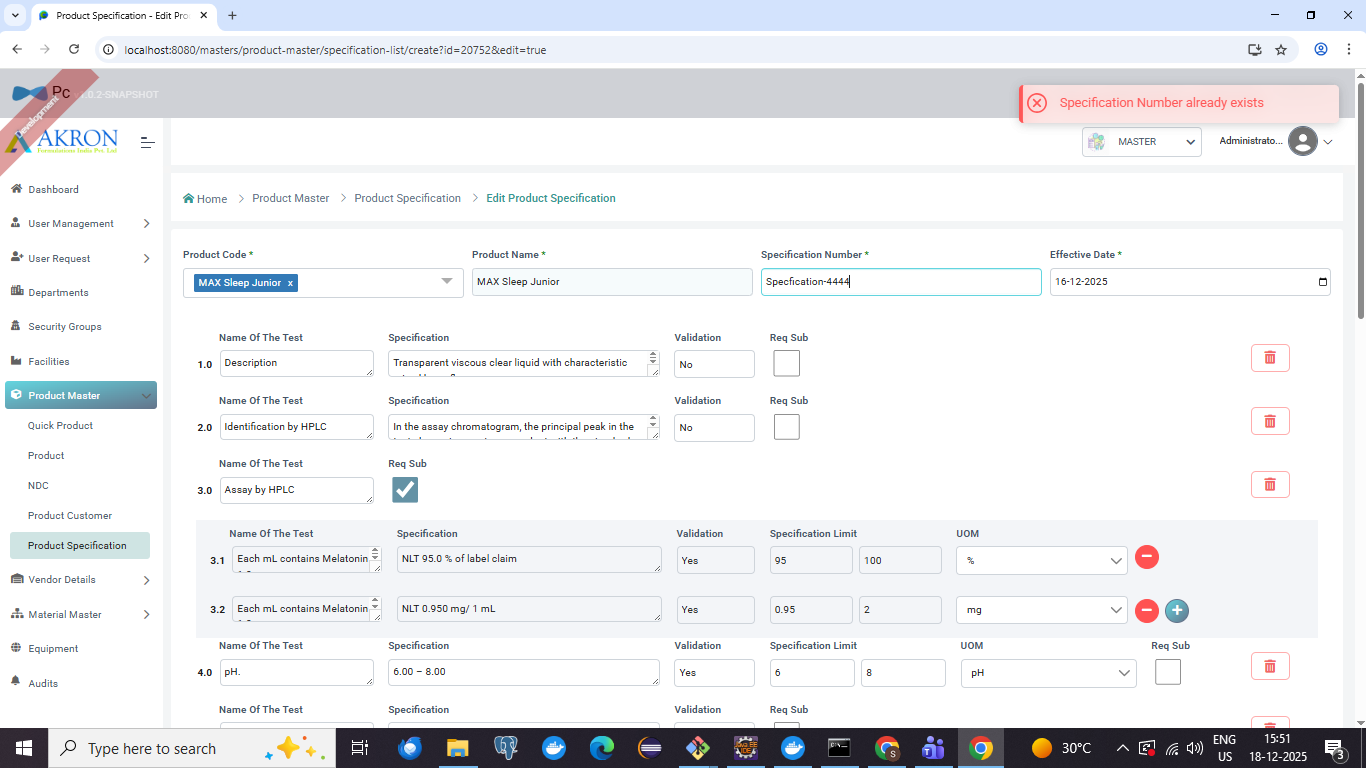 Product Specification - Edit Pro
localhost:8080/masters/product-master/specification-list/create?id=20752&edit=true
Pc
1.0.2-SNAPSHOT
Development
Specification Number already exists
AKRON
Formulations India Pvt Ltd
MASTER
Administrato...
Home > Product Master > Product Specification > Edit Product Specification
Dashboard
User Management
User Request
Departments
Security Groups
Facilities
Product Master
Quick Product
Product
NDC
Product Customer
Product Specification
Vendor Details
Material Master
Equipment
Audits
Product Code * Product Name * Specification Number * Effective Date *
MAX Sleep Junior x MAX Sleep Junior Specfication-4444 16-12-2025
Name Of The Test Specification Validation Req Sub
1.0 Description Transparent viscous clear liquid with characteristic No
Name Of The Test Specification Validation Req Sub
2.0 Identification by HPLC In the assay chromatogram, the principal peak in the No
Name Of The Test Req Sub
3.0 Assay by HPLC
Name Of The Test Specification Validation Specification Limit UOM
3.1 Each mL contains Melatonin NLT 95.0 % of label claim Yes 95 100 %
3.2 Each mL contains Melatonin NLT 0.950 mg/ 1 mL Yes 0.95 2 mg
Name Of The Test Specification Validation Specification Limit UOM Req Sub
4.0 pH. 6.00 – 8.00 Yes 6 8 pH
Name Of The Test Specification Validation Req Sub
Type here to search
30°C
ENG
US
15:51
18-12-2025
3